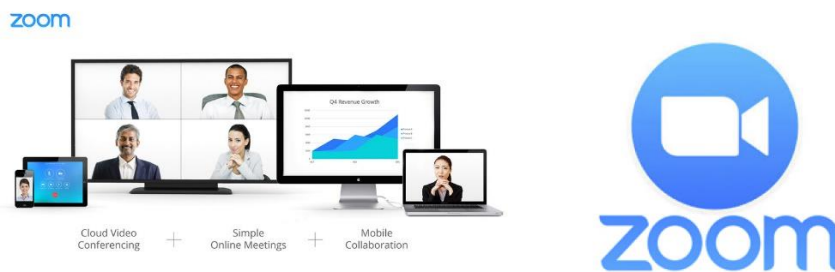 zoom
Q4 Revenue Growth
Cloud Video
Conferencing
+
Simple
Online Meetings
+
Mobile
Collaboration
zoom